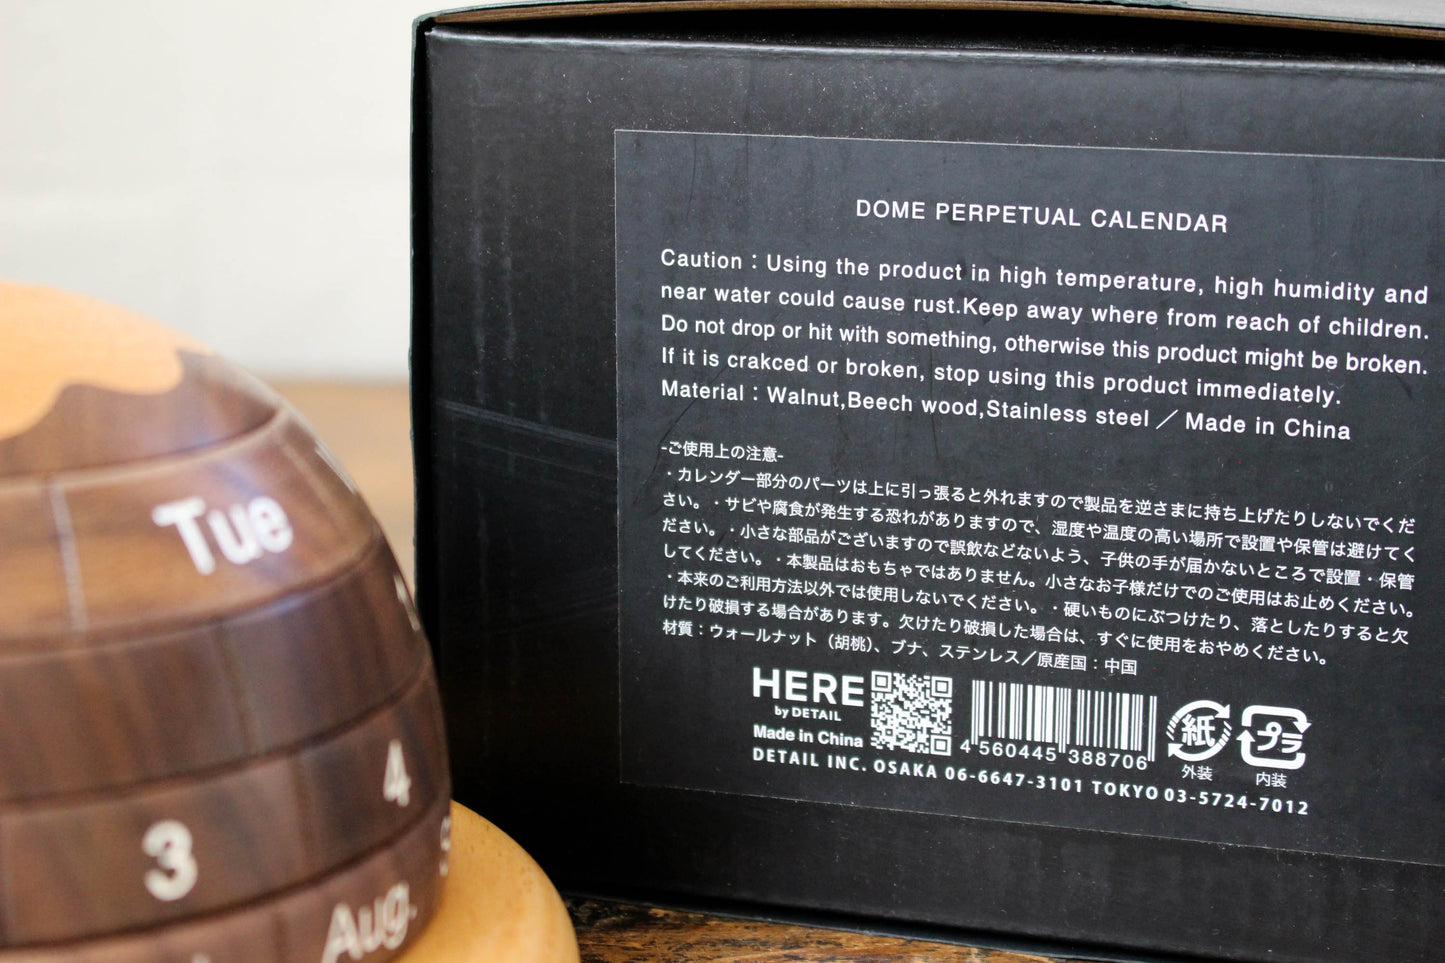 DOME PERPETUAL CALENDAR
Caution：Using the product in high temperature, high humidity and
near water could cause rust.Keep away where from reach of children.
Do not drop or hit with something, otherwise this product might be broken.
If it is crakced or broken, stop using this product immediately.
Material：Walnut,Beech wood,Stainless steel ／ Made in China
-ご使用上の注意-
・カレンダー部分のパーツは上に引っ張ると外れますので製品を逆さまに持ち上げたりしないでくだ
さい。・サビや腐食が発生する恐れがありますので、湿度や温度の高い場所で設置や保管は避けてく
ださい。・小さな部品がございますので誤飲などないよう、子供の手が届かないところで設置・保管
してください。・本製品はおもちゃではありません。小さなお子様だけでのご使用はお止めください。
・本来のご利用方法以外では使用しないでください。・硬いものにぶつけたり、落としたりすると欠
けたり破損する場合があります。欠けたり破損した場合は、すぐに使用をおやめください。
材質：ウォールナット（胡桃）、ブナ、ステンレス／原産国：中国
HERE
by DETAIL
Made in China
4 560445 388706
紙
外装
プラ
内装
DETAIL INC. OSAKA 06-6647-3101 TOKYO 03-5724-7012
Tue
4
3
Aug.